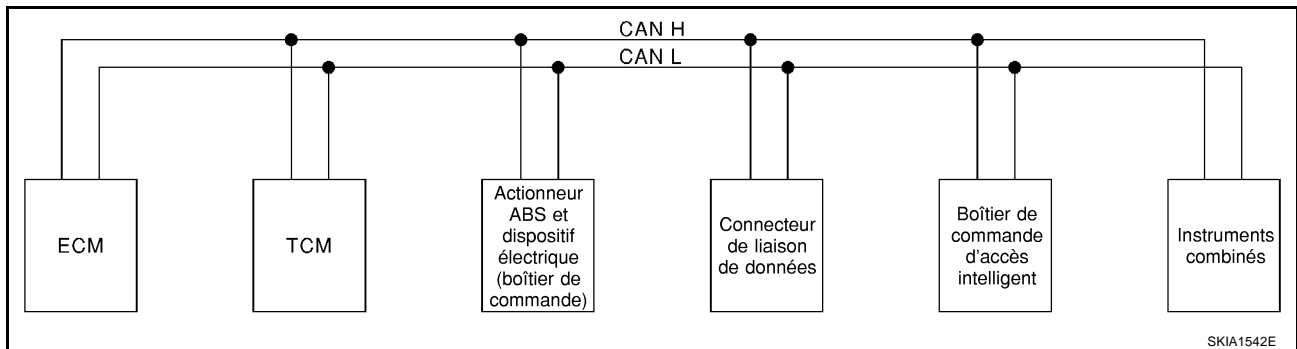 CAN H
CAN L
ECM
TCM
Actionneur
ABS et
dispositif
électrique
(boîtier de
commande)
Connecteur
de liaison
de données
Boîtier de
commande
d'accès
intelligent
Instruments
combinés
SKIA1542E